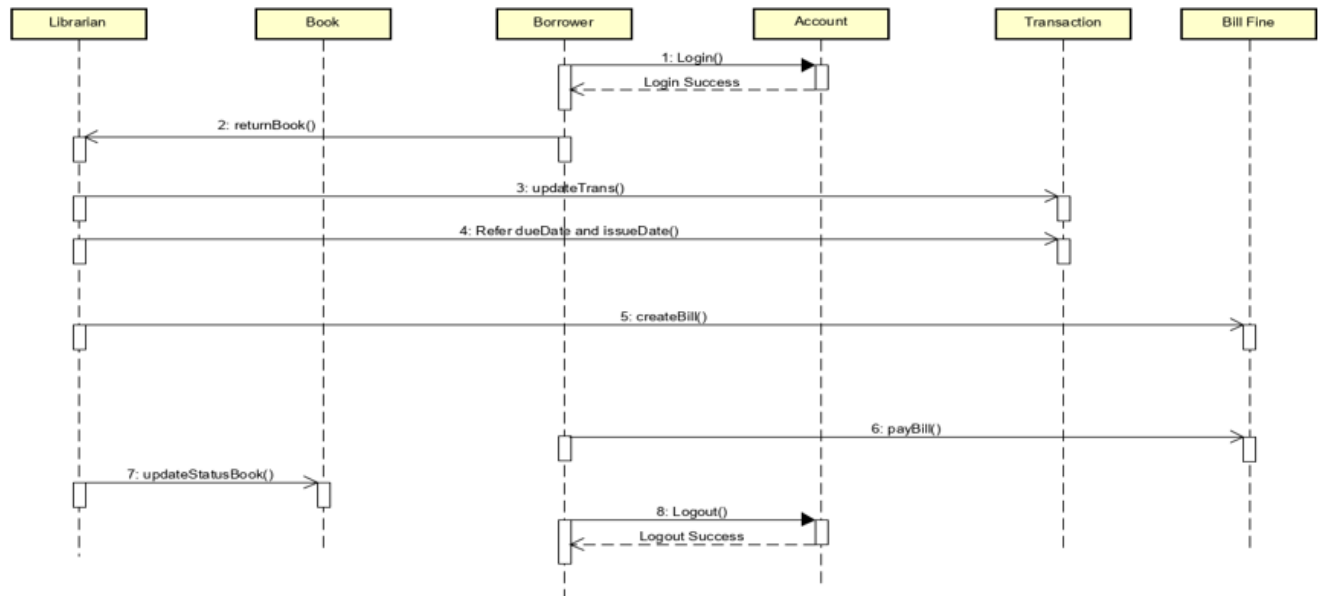 Librarian
Book
Borrower
Account
Transaction
Bill Fine
1: Login()
Login Success
2: returnBook()
3: updateTrans()
4: Refer dueDate and issueDate()
5: createBill()
6: payBill()
7: updateStatusBook()
8: Logout()
Logout Success